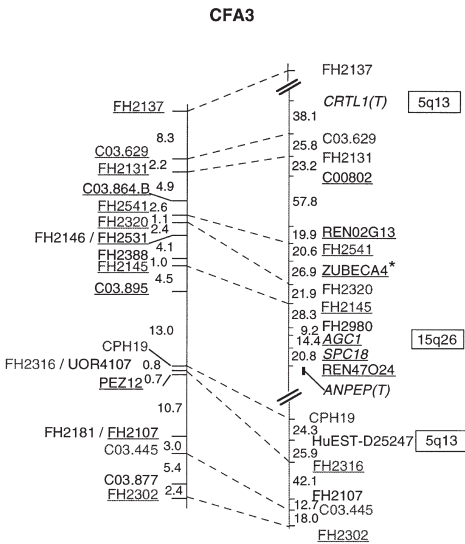 CFA3
FH2137
CRTL1(T) 5q13
FH2137
38.1
8.3
25.8 C03.629
C03.629
23.2 FH2131
FH2131 2.2
C00802
C03.864.B 4.9
57.8
FH2541 2.6
FH2320 1.1
19.9 REN02G13
FH2146 / FH2531 2.4
20.6 FH2541
FH2388 4.1
FH2145 1.0
26.9 ZUBECA4*
4.5
21.9 FH2320
C03.895
28.3 FH2145
9.2 FH2980
13.0
14.4 AGC1 15q26
CPH19
20.8 SPC18
FH2316 / UOR4107 0.8
REN47O24
PEZ12 0.7
ANPEP(T)
10.7
CPH19
24.3
FH2181 / FH2107
HuEST-D25247 5q13
C03.445 3.0
25.9
FH2316
5.4
42.1
C03.877
FH2107
FH2302 2.4
12.7 C03.445
18.0
FH2302